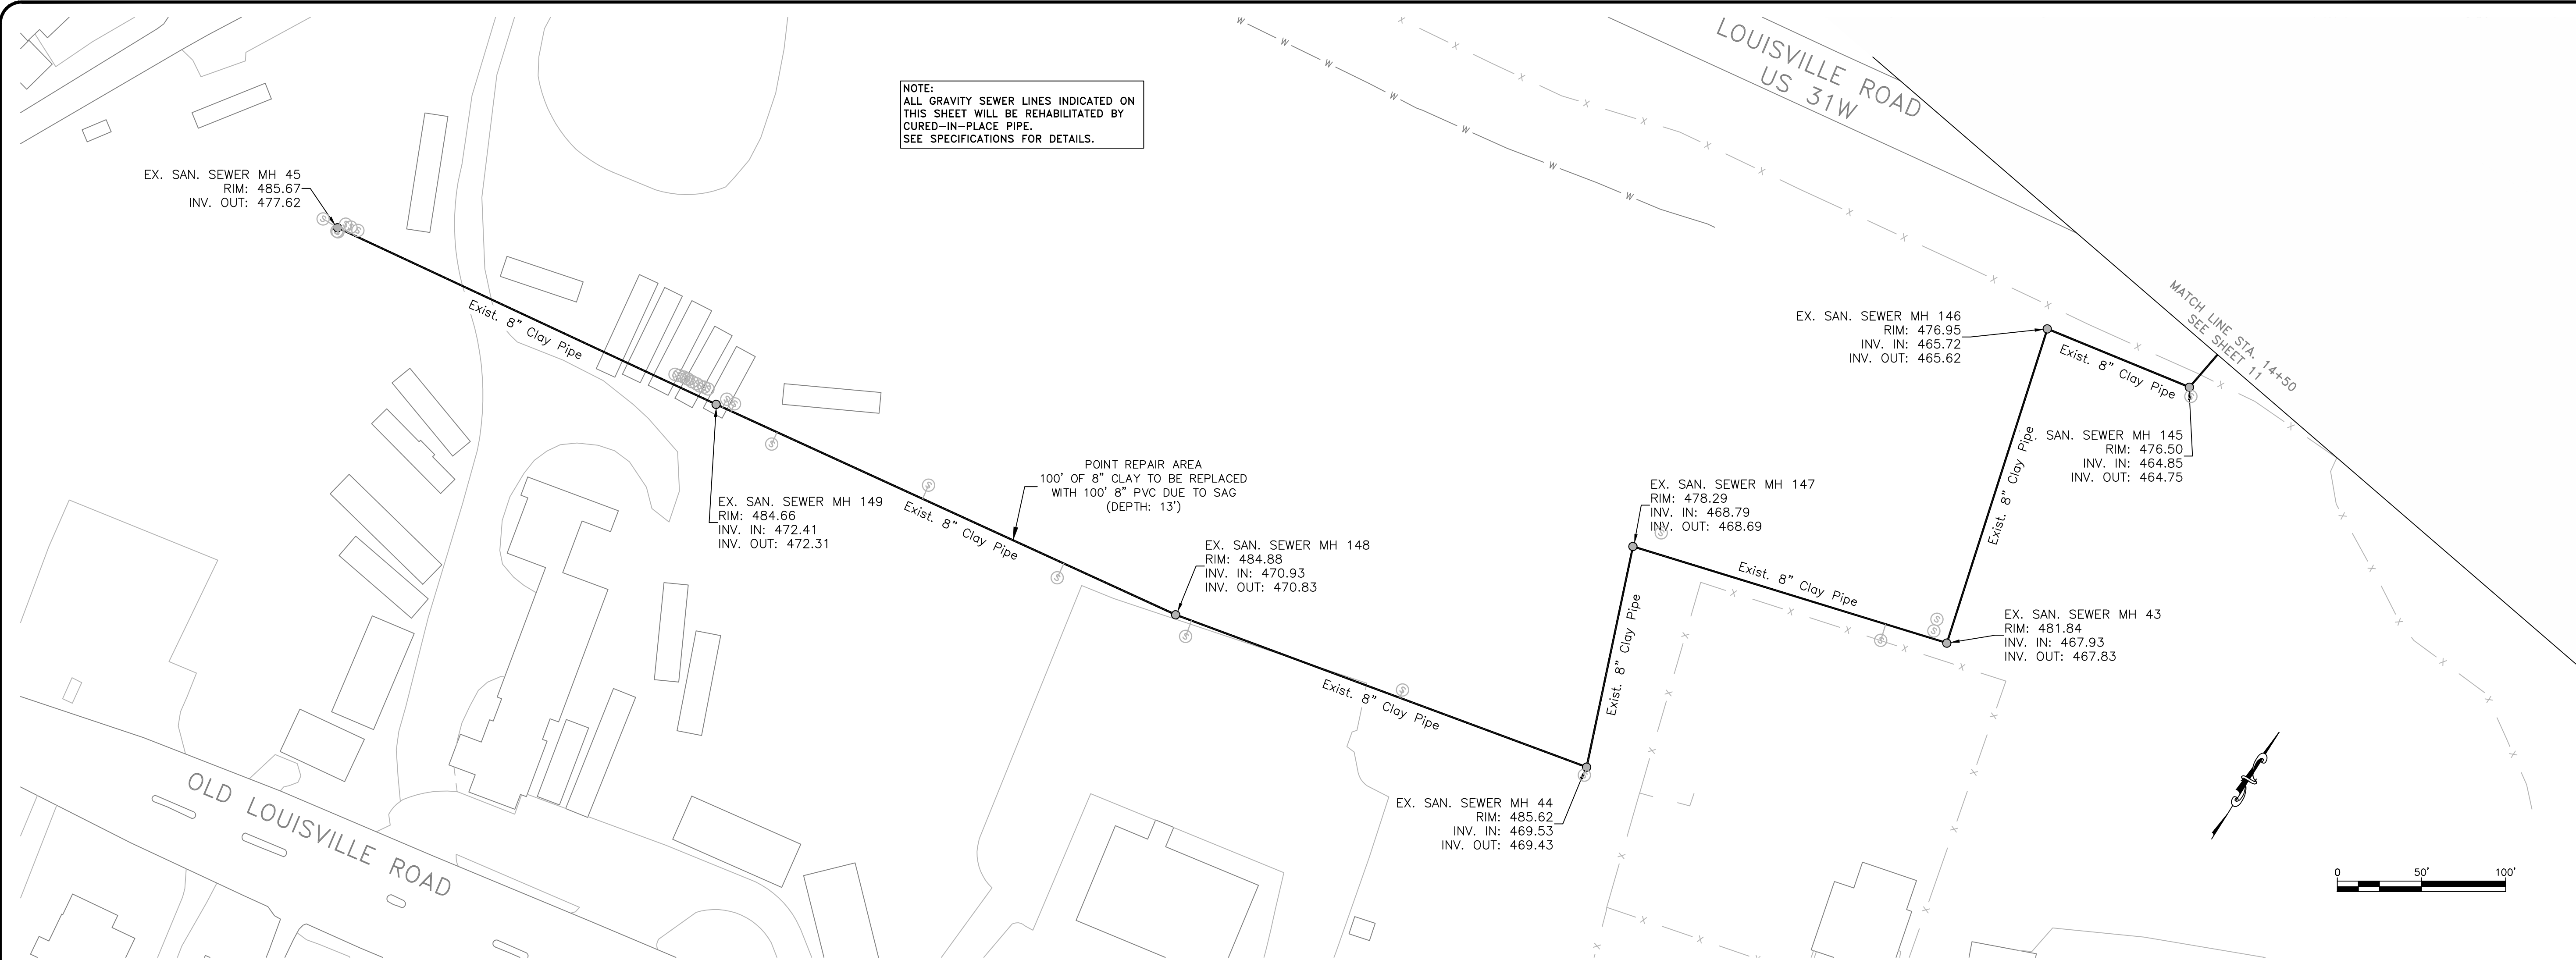 LOUISVILLE ROAD
US 31W
NOTE:
ALL GRAVITY SEWER LINES INDICATED ON
THIS SHEET WILL BE REHABILITATED BY
CURED-IN-PLACE PIPE.
SEE SPECIFICATIONS FOR DETAILS.
EX. SAN. SEWER MH 45
RIM: 485.67
INV. OUT: 477.62
Exist. 8" Clay Pipe
EX. SAN. SEWER MH 149
RIM: 484.66
INV. IN: 472.41
INV. OUT: 472.31
Exist. 8" Clay Pipe
POINT REPAIR AREA
100' OF 8" CLAY TO BE REPLACED
WITH 100' 8" PVC DUE TO SAG
(DEPTH: 13')
EX. SAN. SEWER MH 148
RIM: 484.88
INV. IN: 470.93
INV. OUT: 470.83
Exist. 8" Clay Pipe
EX. SAN. SEWER MH 44
RIM: 485.62
INV. IN: 469.53
INV. OUT: 469.43
Exist. 8" Clay Pipe
EX. SAN. SEWER MH 147
RIM: 478.29
INV. IN: 468.79
INV. OUT: 468.69
Exist. 8" Clay Pipe
EX. SAN. SEWER MH 43
RIM: 481.84
INV. IN: 467.93
INV. OUT: 467.83
Exist. 8" Clay Pipe
EX. SAN. SEWER MH 146
RIM: 476.95
INV. IN: 465.72
INV. OUT: 465.62
Exist. 8" Clay Pipe
. SAN. SEWER MH 145
RIM: 476.50
INV. IN: 464.85
INV. OUT: 464.75
MATCH LINE STA. 14+50
SEE SHEET 11
OLD LOUISVILLE ROAD
0 50' 100'